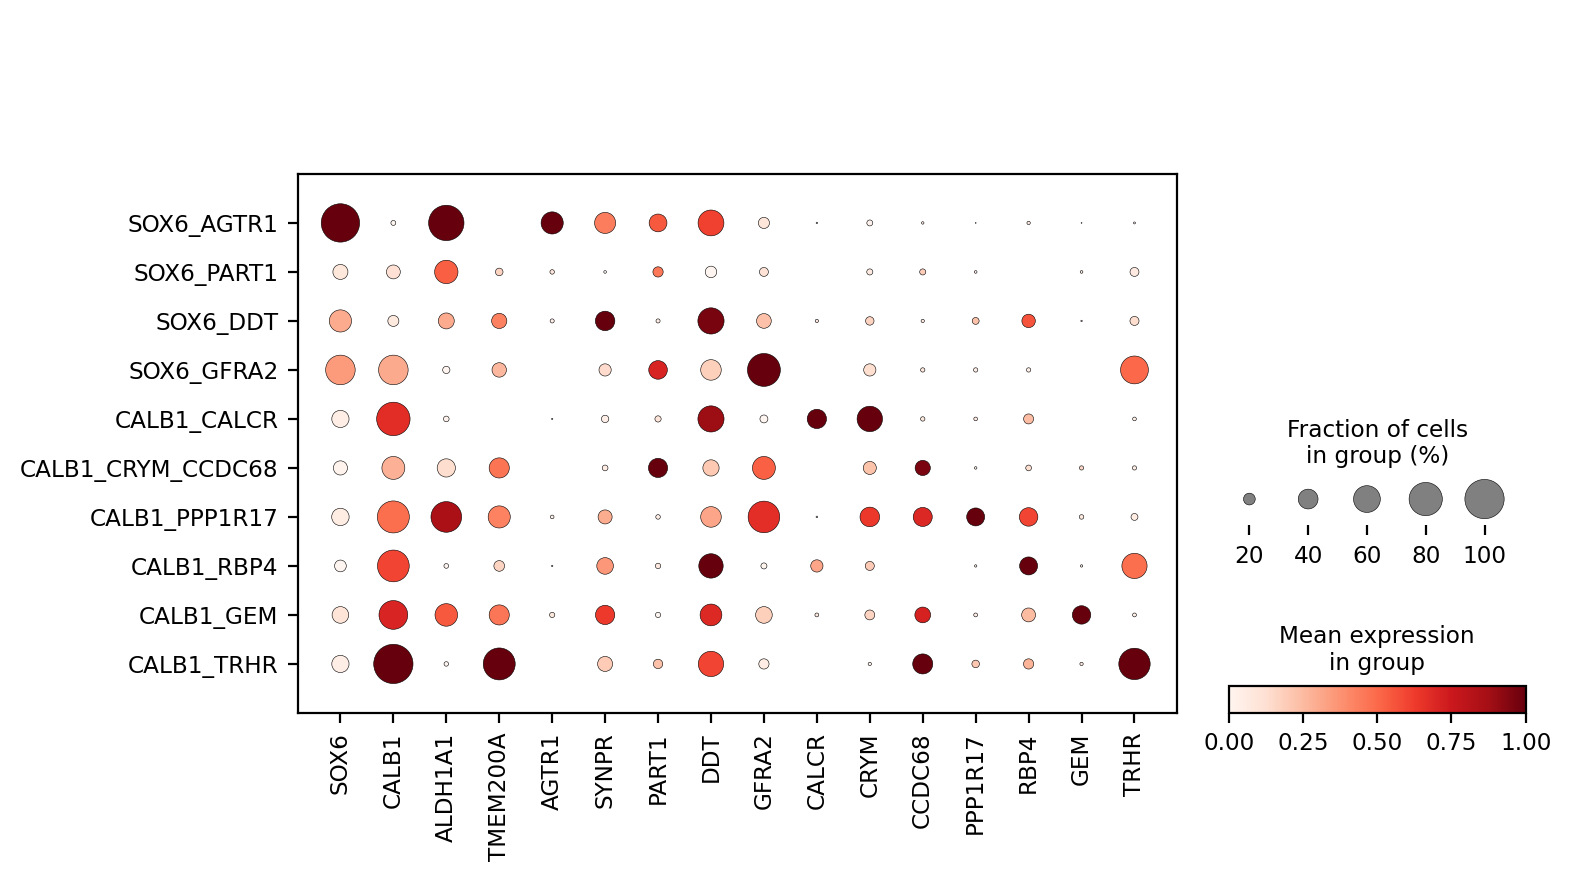 SOX6_AGTR1
SOX6_PART1
SOX6_DDT
SOX6_GFRA2
CALB1_CALCR
CALB1_CRYM_CCDC68
CALB1_PPP1R17
CALB1_RBP4
CALB1_GEM
CALB1_TRHR
SOX6
CALB1
ALDH1A1
TMEM200A
AGTR1
SYNPR
PART1
DDT
GFRA2
CALCR
CRYM
CCDC68
PPP1R17
RBP4
GEM
TRHR
Fraction of cells
in group (%)
20 40 60 80 100
Mean expression
in group
0.00 0.25 0.50 0.75 1.00